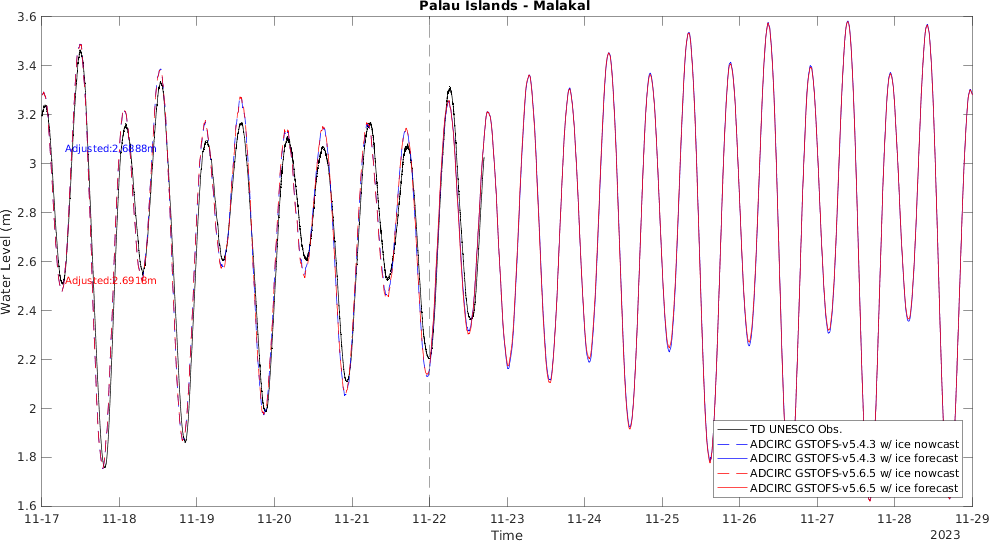 Palau Islands - Malakal
3.6
3.4
3.2
3
2.8
2.6
2.4
2.2
2
1.8
1.6
Water Level (m)
Adjusted:2.6888m
Adjusted:2.6918m
TD UNESCO Obs.
ADCIRC GSTOFS-v5.4.3 w/ ice nowcast
ADCIRC GSTOFS-v5.4.3 w/ ice forecast
ADCIRC GSTOFS-v5.6.5 w/ ice nowcast
ADCIRC GSTOFS-v5.6.5 w/ ice forecast
11-17 11-18 11-19 11-20 11-21 11-22 11-23 11-24 11-25 11-26 11-27 11-28 11-29
Time
2023